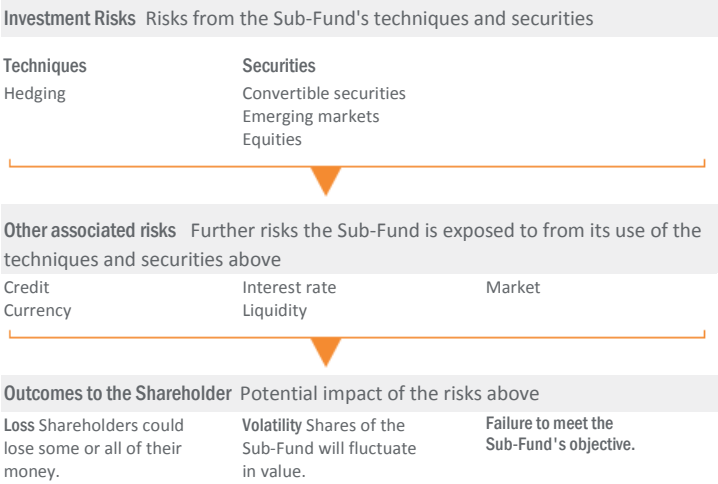 Investment Risks Risks from the Sub-Fund's techniques and securities
Techniques
Hedging
Securities
Convertible securities
Emerging markets
Equities
Other associated risks Further risks the Sub-Fund is exposed to from its use of the
techniques and securities above
Credit
Currency
Interest rate
Liquidity
Market
Outcomes to the Shareholder Potential impact of the risks above
Loss Shareholders could
lose some or all of their
money.
Volatility Shares of the
Sub-Fund will fluctuate
in value.
Failure to meet the
Sub-Fund's objective.